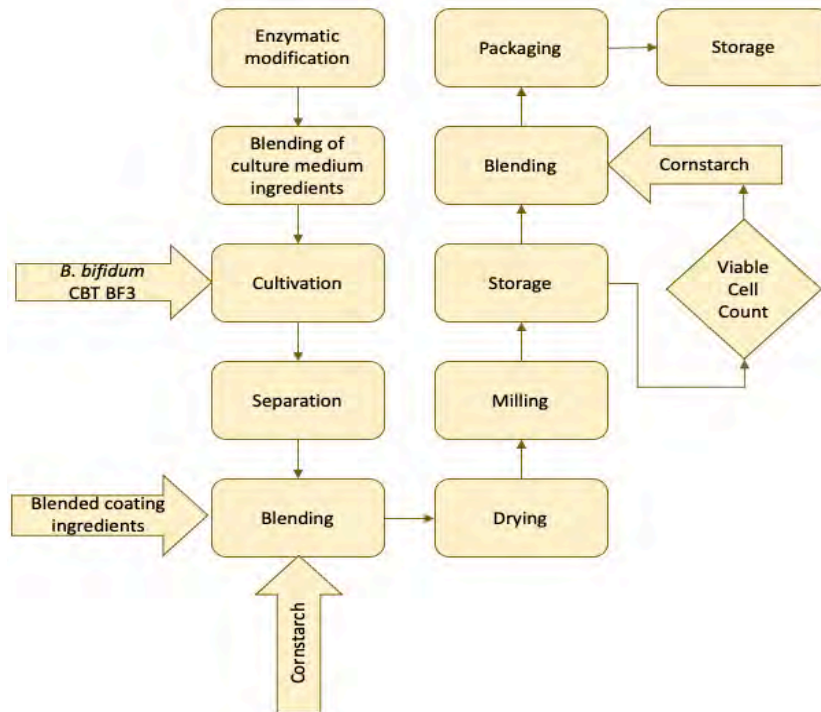 Enzymatic
modification
Packaging
Storage
Blending of
culture medium
ingredients
Blending
Cornstarch
B. bifidum
CBT BF3
Cultivation
Storage
Viable
Cell
Count
Separation
Milling
Blended coating
ingredients
Blending
Drying
Cornstarch